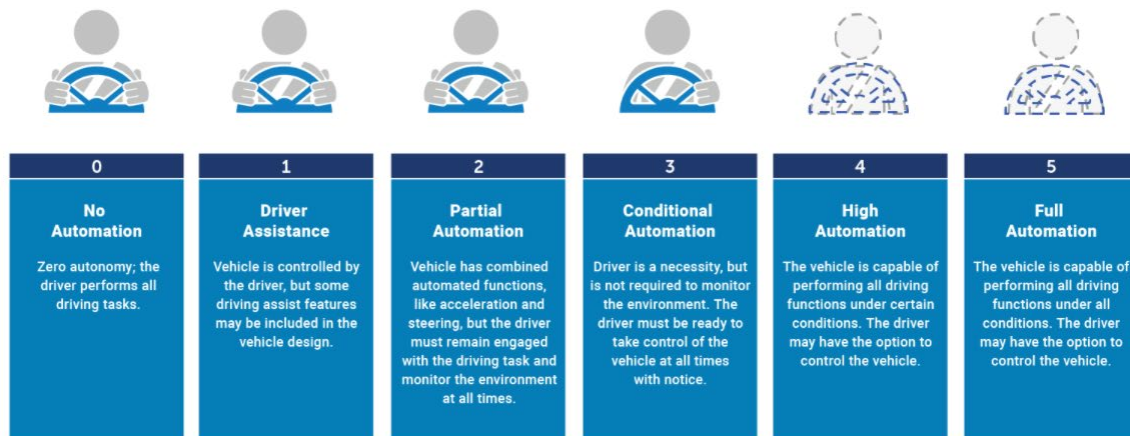 0
No
Automation
Zero autonomy; the
driver performs all
driving tasks.
1
Driver
Assistance
Vehicle is controlled by
the driver, but some
driving assist features
may be included in the
vehicle design.
2
Partial
Automation
Vehicle has combined
automated functions,
like acceleration and
steering, but the driver
must remain engaged
with the driving task and
monitor the environment
at all times.
3
Conditional
Automation
Driver is a necessity, but
is not required to monitor
the environment. The
driver must be ready to
take control of the
vehicle at all times
with notice.
4
High
Automation
The vehicle is capable of
performing all driving
functions under certain
conditions. The driver
may have the option to
control the vehicle.
5
Full
Automation
The vehicle is capable of
performing all driving
functions under all
conditions. The driver
may have the option to
control the vehicle.